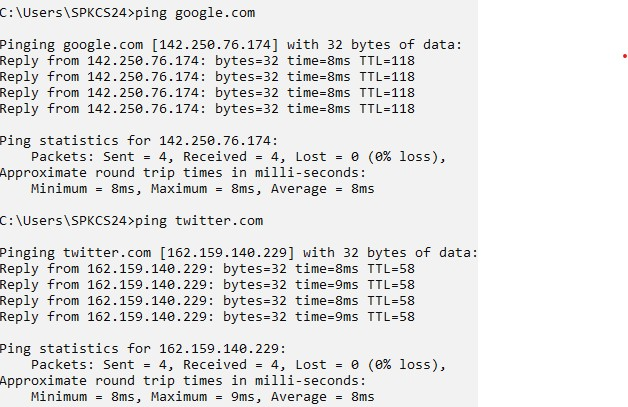 C:\Users\SPKCS24>ping google.com
Pinging google.com [142.250.76.174] with 32 bytes of data:
Reply from 142.250.76.174: bytes=32 time=8ms TTL=118
Reply from 142.250.76.174: bytes=32 time=8ms TTL=118
Reply from 142.250.76.174: bytes=32 time=8ms TTL=118
Reply from 142.250.76.174: bytes=32 time=8ms TTL=118
Ping statistics for 142.250.76.174:
Packets: Sent = 4, Received = 4, Lost = 0 (0% loss),
Approximate round trip times in milli-seconds:
Minimum = 8ms, Maximum = 8ms, Average = 8ms
C:\Users\SPKCS24>ping twitter.com
Pinging twitter.com [162.159.140.229] with 32 bytes of data:
Reply from 162.159.140.229: bytes=32 time=8ms TTL=58
Reply from 162.159.140.229: bytes=32 time=9ms TTL=58
Reply from 162.159.140.229: bytes=32 time=8ms TTL=58
Reply from 162.159.140.229: bytes=32 time=9ms TTL=58
Ping statistics for 162.159.140.229:
Packets: Sent = 4, Received = 4, Lost = 0 (0% loss),
Approximate round trip times in milli-seconds:
Minimum = 8ms, Maximum = 9ms, Average = 8ms